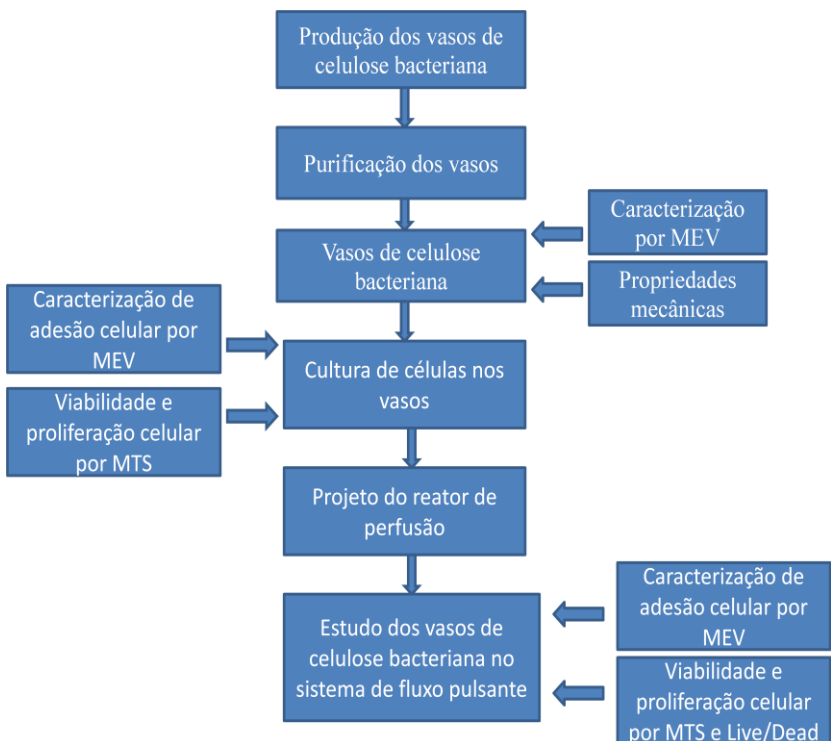 Produção dos vasos de
celulose bacteriana
Purificação dos vasos
Vasos de celulose
bacteriana
Caracterização
por MEV
Propriedades
mecânicas
Caracterização de
adesão celular por
MEV
Viabilidade e
proliferação celular
por MTS
Cultura de células nos
vasos
Projeto do reator de
perfusão
Estudo dos vasos de
celulose bacteriana no
sistema de fluxo pulsante
Caracterização de
adesão celular por
MEV
Viabilidade e
proliferação celular
por MTS e Live/Dead